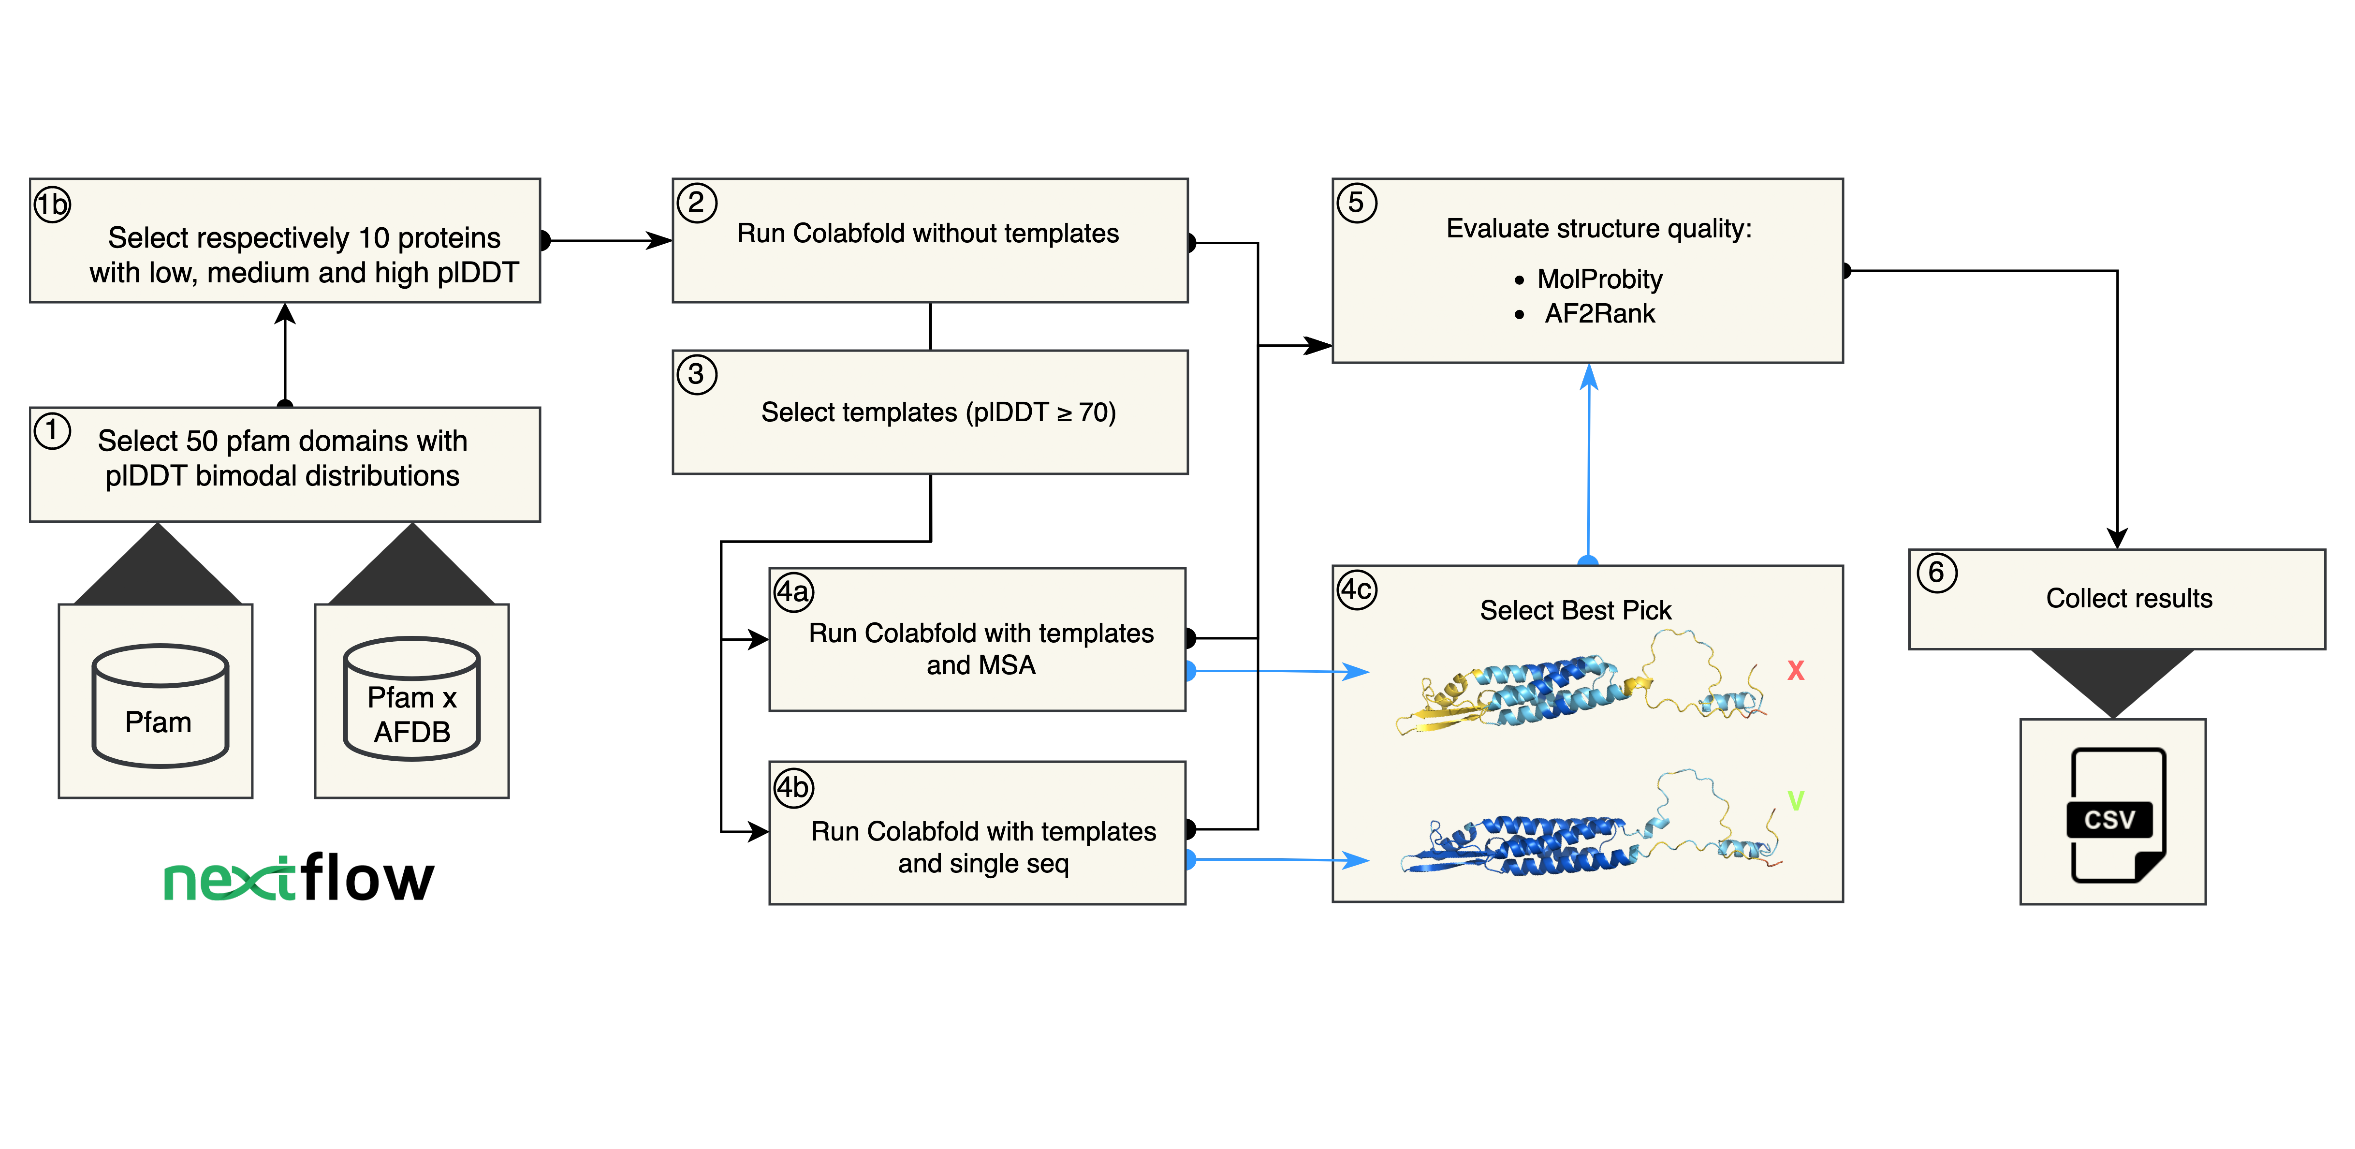 1b
Select respectively 10 proteins
with low, medium and high plDDT
1
Select 50 pfam domains with
plDDT bimodal distributions
Pfam
Pfam x
AFDB
nextflow
2
Run Colabfold without templates
3
Select templates (plDDT ≥ 70)
4a
Run Colabfold with templates
and MSA
4b
Run Colabfold with templates
and single seq
4c
Select Best Pick
X
V
5
Evaluate structure quality:
• MolProbity
• AF2Rank
6
Collect results
CSV